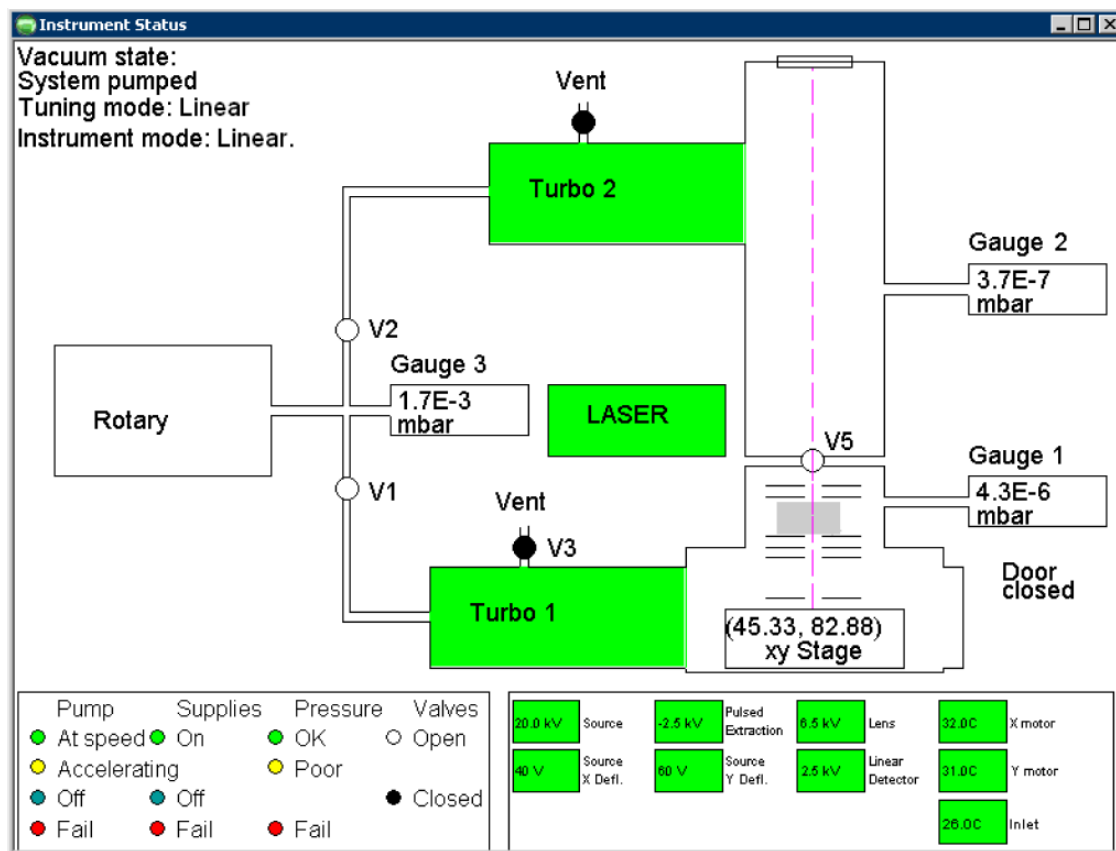 Instrument Status
Vacuum state:
System pumped
Tuning mode: Linear
Instrument mode: Linear.
Vent
Turbo 2
Gauge 2
3.7E-7
mbar
V2
Gauge 3
1.7E-3
mbar
Rotary
LASER
V5
Gauge 1
4.3E-6
mbar
V1
Vent
V3
Door
closed
Turbo 1
(45.33, 82.88)
xy Stage
Pump Supplies Pressure Valves
At speed On OK Open
Accelerating Poor
Off Off Closed
Fail Fail Fail
20.0 kV Source -2.5 kV Pulsed Extraction 6.5 kV Lens 32.0C X motor
40 V Source X Defl. 60 V Source Y Defl. 2.5 kV Linear Detector 31.0C Y motor
26.0C Inlet